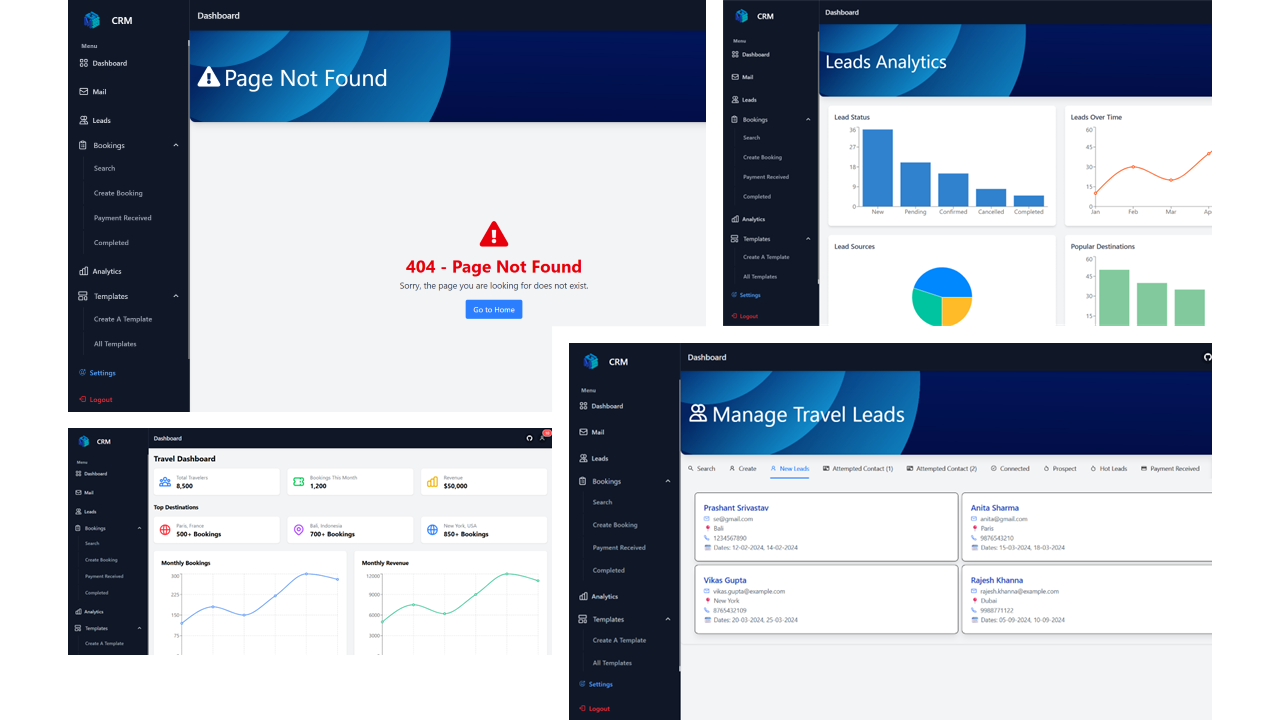 CRM
Menu
Dashboard
Mail
Leads
Bookings
Search
Create Booking
Payment Received
Completed
Analytics
Templates
Create A Template
All Templates
Settings
Logout
Dashboard
Page Not Found
404 - Page Not Found
Sorry, the page you are looking for does not exist.
Go to Home
CRM
Menu
Dashboard
Mail
Leads
Bookings
Search
Create Booking
Payment Received
Completed
Analytics
Templates
Create A Template
All Templates
Settings
Logout
Dashboard
Leads Analytics
Lead Status
36
27
18
9
0
New Pending Confirmed Cancelled Completed
Leads Over Time
60
45
30
15
0
Jan Feb Mar Ap
Lead Sources
Popular Destinations
60
45
30
15
CRM
Menu
Dashboard
Mail
Leads
Bookings
Search
Create Booking
Payment Received
Completed
Analytics
Templates
Create A Template
Dashboard
Travel Dashboard
Total Travelers
8,500
Bookings This Month
1,200
Revenue
$50,000
Top Destinations
Paris, France
500+ Bookings
Bali, Indonesia
700+ Bookings
New York, USA
850+ Bookings
Monthly Bookings
300
225
150
75
Monthly Revenue
12000
9000
6000
3000
CRM
Menu
Dashboard
Mail
Leads
Bookings
Search
Create Booking
Payment Received
Completed
Analytics
Templates
Create A Template
All Templates
Settings
Logout
Dashboard
Manage Travel Leads
Search Create New Leads Attempted Contact (1) Attempted Contact (2) Connected Prospect Hot Leads Payment Received
Prashant Srivastav
se@gmail.com
Bali
1234567890
Dates: 12-02-2024, 14-02-2024
Anita Sharma
anita@gmail.com
Paris
9876543210
Dates: 15-03-2024, 18-03-2024
Vikas Gupta
vikas.gupta@example.com
New York
8765432109
Dates: 20-03-2024, 25-03-2024
Rajesh Khanna
rajesh.khanna@example.com
Dubai
9988771122
Dates: 05-09-2024, 10-09-2024